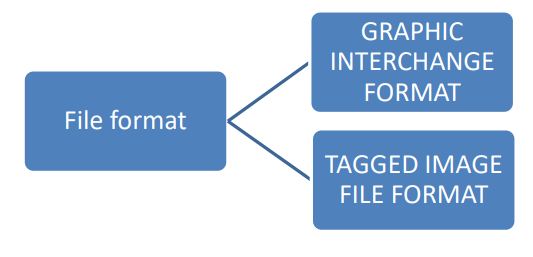 File format
GRAPHIC
INTERCHANGE
FORMAT
TAGGED IMAGE
FILE FORMAT